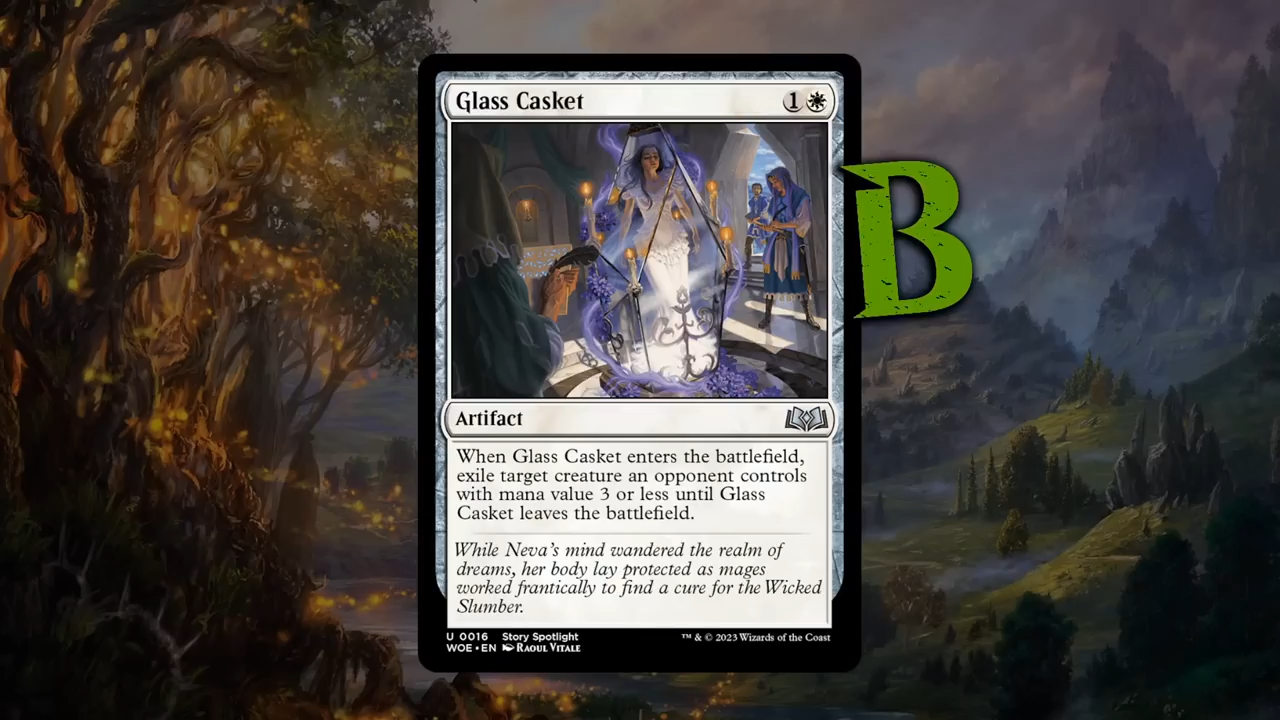 Glass Casket 1
B
Artifact
When Glass Casket enters the battlefield,
exile target creature an opponent controls
with mana value 3 or less until Glass
Casket leaves the battlefield.
While Neva's mind wandered the realm of
dreams, her body lay protected as mages
worked frantically to find a cure for the Wicked
Slumber.
U 0016 Story Spotlight ™ & © 2023 Wizards of the Coast
WOE • EN Raoul Vitale